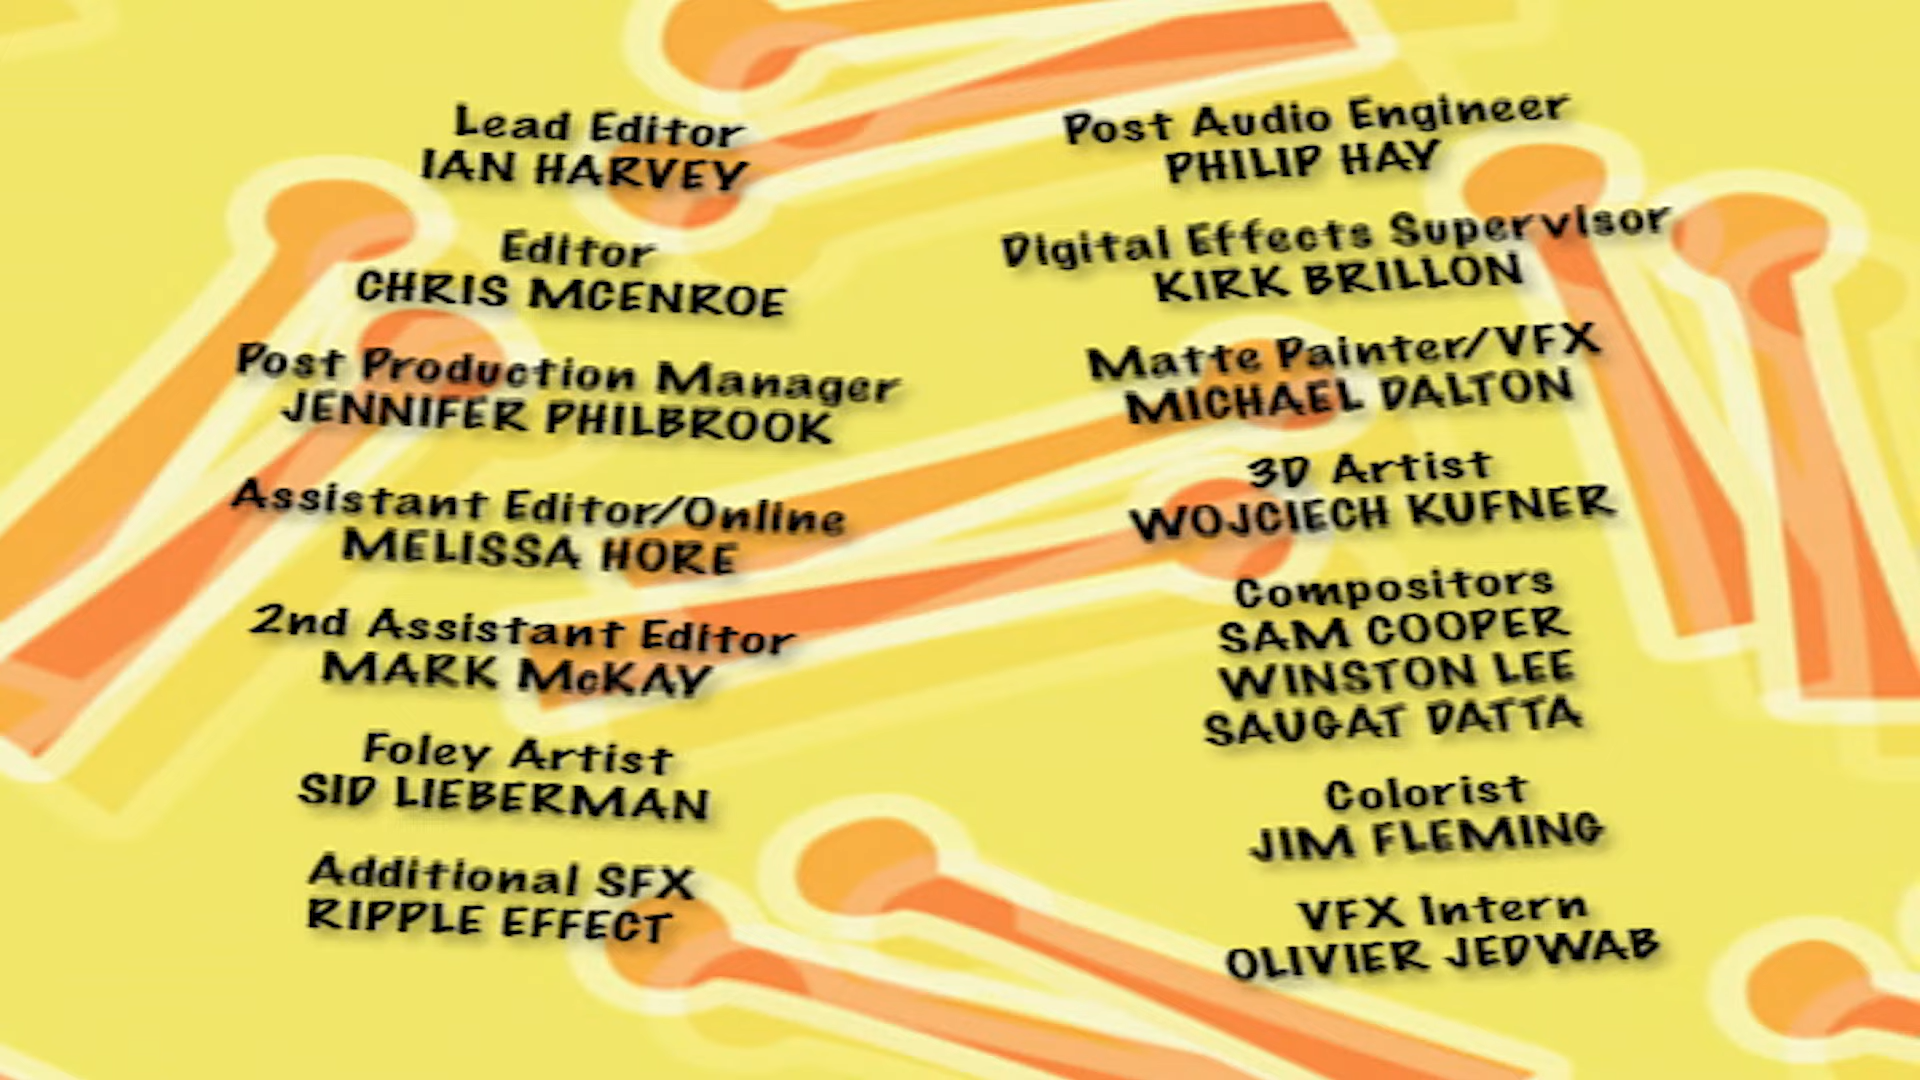 Lead Editor
IAN HARVEY
Editor
CHRIS MCENROE
Post Production Manager
JENNIFER PHILBROOK
Assistant Editor/Online
MELISSA HORE
2nd Assistant Editor
MARK McKAY
Foley Artist
SID LIEBERMAN
Additional SFX
RIPPLE EFFECT
Post Audio Engineer
PHILIP HAY
Digital Effects Supervisor
KIRK BRILLON
Matte Painter/VFX
MICHAEL DALTON
3D Artist
WOJCIECH KUFNER
Compositors
SAM COOPER
WINSTON LEE
SAUGAT DATTA
Colorist
JIM FLEMING
VFX Intern
OLIVIER JEDWAB